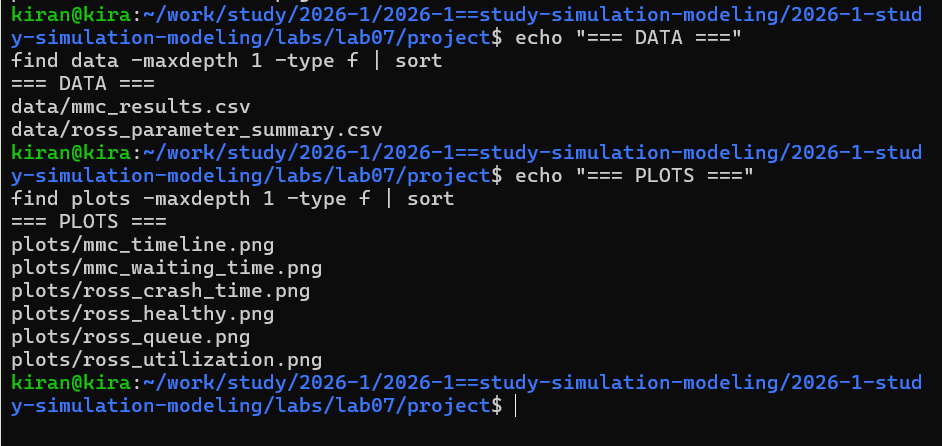 kiran@kira:~/work/study/2026-1/2026-1==study-simulation-modeling/2026-1-stud
y-simulation-modeling/labs/lab07/project$ echo "=== DATA ==="
find data -maxdepth 1 -type f | sort
=== DATA ===
data/mmc_results.csv
data/ross_parameter_summary.csv
kiran@kira:~/work/study/2026-1/2026-1==study-simulation-modeling/2026-1-stud
y-simulation-modeling/labs/lab07/project$ echo "=== PLOTS ==="
find plots -maxdepth 1 -type f | sort
=== PLOTS ===
plots/mmc_timeline.png
plots/mmc_waiting_time.png
plots/ross_crash_time.png
plots/ross_healthy.png
plots/ross_queue.png
plots/ross_utilization.png
kiran@kira:~/work/study/2026-1/2026-1==study-simulation-modeling/2026-1-stud
y-simulation-modeling/labs/lab07/project$